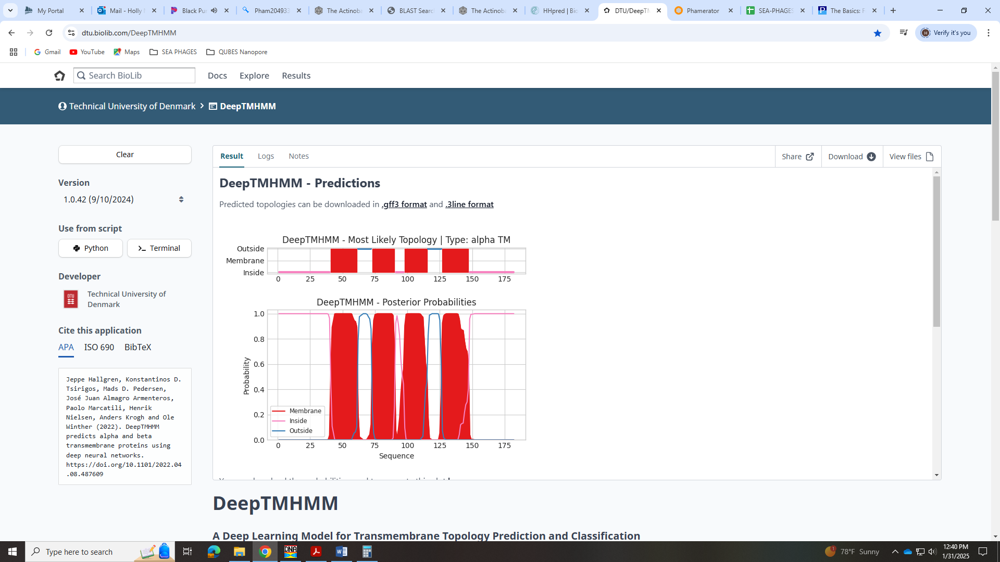 My Portal
Mail - Holly
Black Pu
Pham204933
The Actinoba
BLAST Searc
The Actinoba
HHpred | Bio
DTU/DeepTM
Phamerator
SEA-PHAGES
The Basics: F
dtu.biolib.com/DeepTMHMM
Verify it's you
Gmail
YouTube
Maps
SEA PHAGES
QUBES Nanopore
Search BioLib
Docs
Explore
Results
Technical University of Denmark
DeepTMHMM
Clear
Version
1.0.42 (9/10/2024)
Use from script
Python
Terminal
Developer
DTU
Technical University of
Denmark
Cite this application
APA ISO 690 BibTeX
Jeppe Hallgren, Konstantinos D.
Tsirigos, Mads D. Pedersen,
José Juan Almagro Armenteros,
Paolo Marcatili, Henrik
Nielsen, Anders Krogh and Ole
Winther (2022). DeepTMHMM
predicts alpha and beta
transmembrane proteins using
deep neural networks.
https://doi.org/10.1101/2022.04
.08.487609
Result Logs Notes
Share
Download
View files
DeepTMHMM - Predictions
Predicted topologies can be downloaded in .gff3 format and .3line format
DeepTMHMM - Most Likely Topology | Type: alpha TM
Outside
Membrane
Inside
0 25 50 75 100 125 150 175
DeepTMHMM - Posterior Probabilities
1.0
0.8
0.6
0.4
0.2
0.0
Probability
Membrane
Inside
Outside
0 25 50 75 100 125 150 175
Sequence
DeepTMHMM
A Deep Learning Model for Transmembrane Topology Prediction and Classification
Type here to search
DNA
78°F Sunny
12:40 PM
1/31/2025